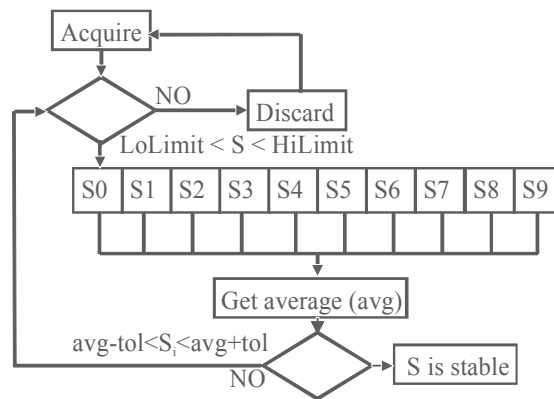 Acquire
NO
Discard
LoLimit < S < HiLimit
S0 S1 S2 S3 S4 S5 S6 S7 S8 S9
Get average (avg)
avg-tol<Si<avg+tol
NO
S is stable